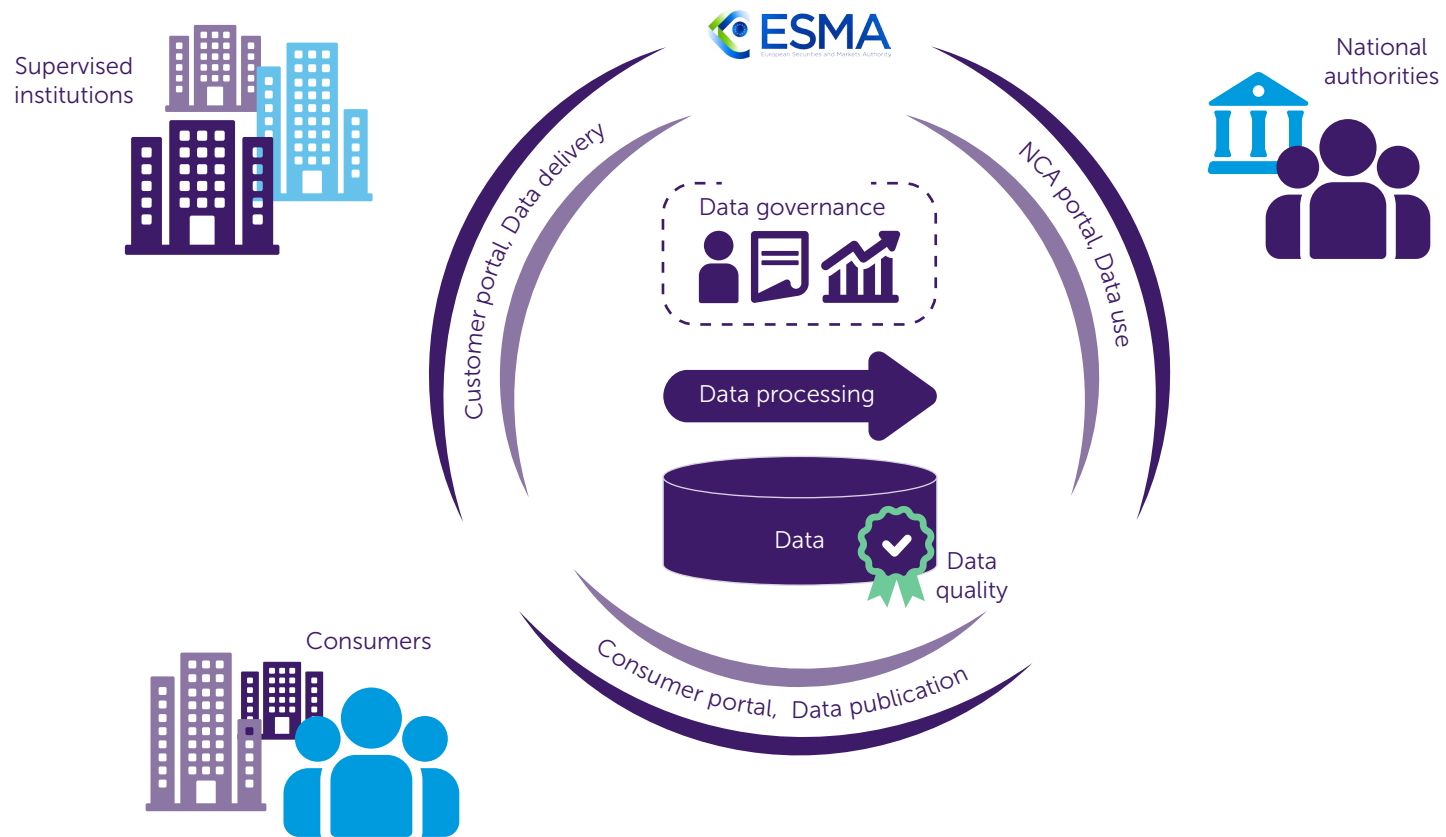 ESMA
European Securities and Markets Authority
Supervised
institutions
National
authorities
Customer portal, Data delivery
NCA portal, Data use
Data governance
Data processing
Data
Data
quality
Consumers
Consumer portal, Data publication